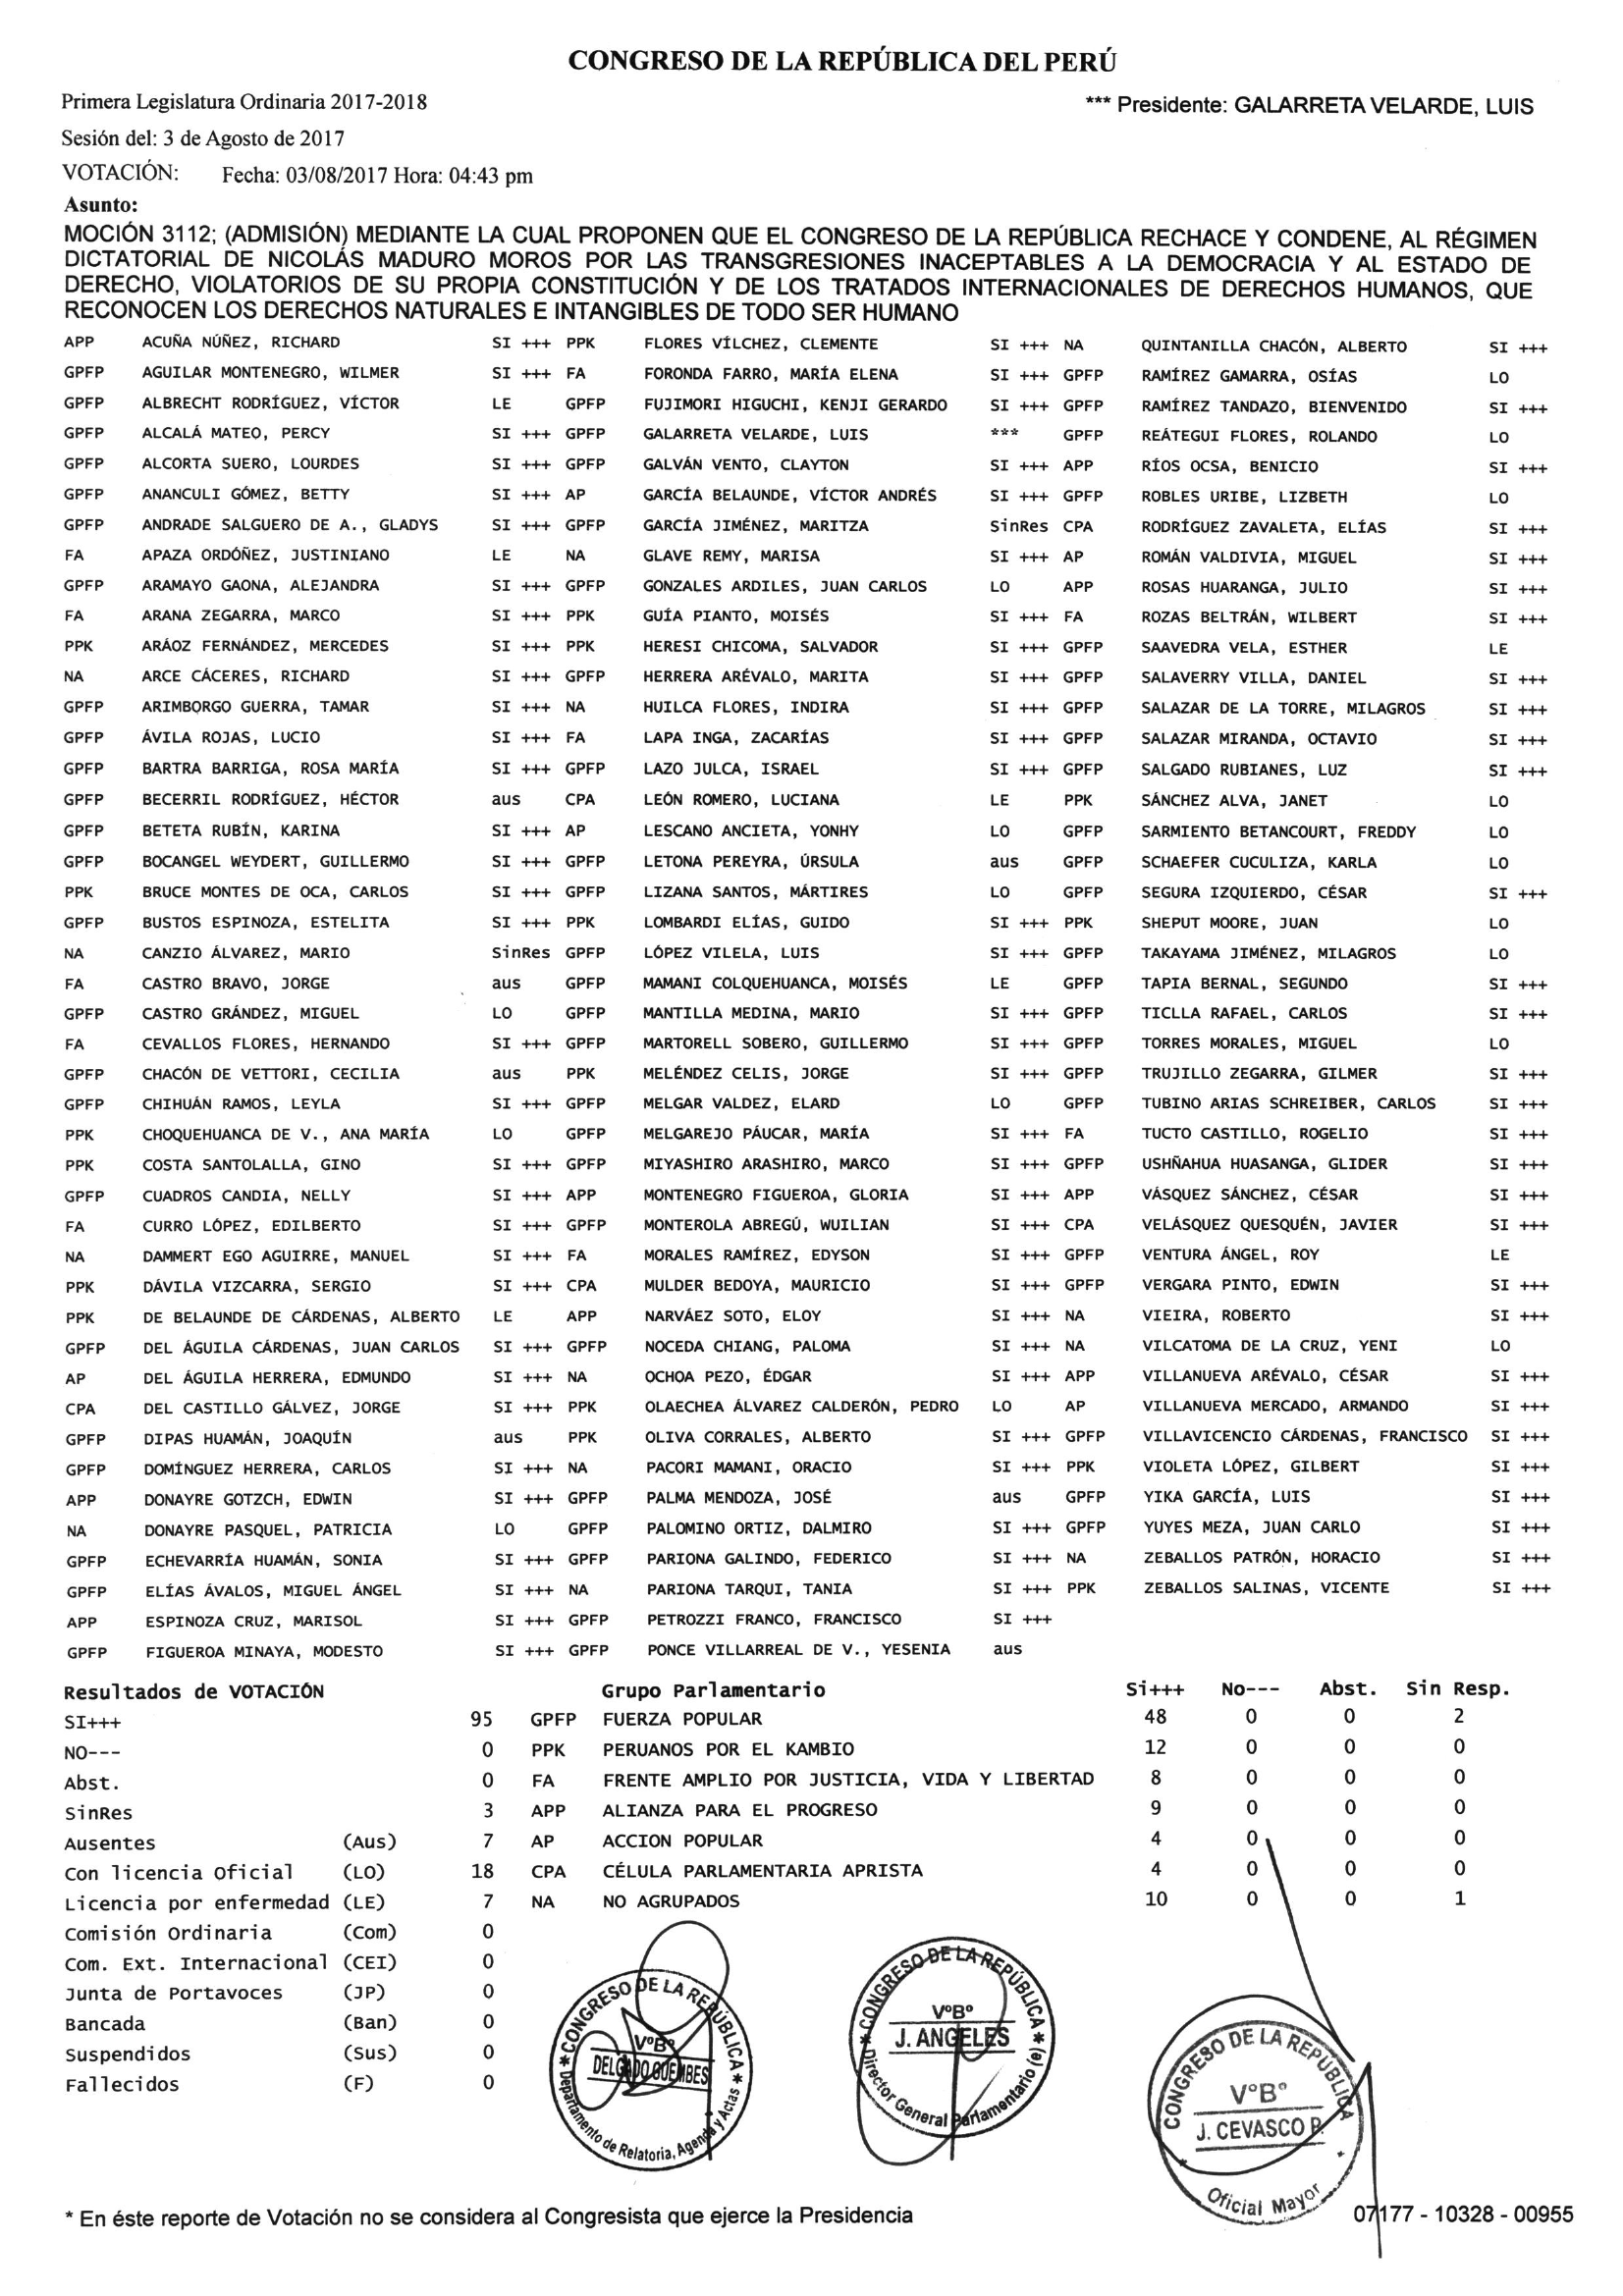 CONGRESO DE LA REPÚBLICA DEL PERÚ
Primera Legislatura Ordinaria 2017-2018 *** Presidente: GALARRETA VELARDE, LUIS
Sesión del: 3 de Agosto de 2017
VOTACIÓN: Fecha: 03/08/2017 Hora: 04:43 pm
Asunto:
MOCIÓN 3112; (ADMISIÓN) MEDIANTE LA CUAL PROPONEN QUE EL CONGRESO DE LA REPÚBLICA RECHACE Y CONDENE, AL RÉGIMEN
DICTATORIAL DE NICOLÁS MADURO MOROS POR LAS TRANSGRESIONES INACEPTABLES A LA DEMOCRACIA Y AL ESTADO DE
DERECHO, VIOLATORIOS DE SU PROPIA CONSTITUCIÓN Y DE LOS TRATADOS INTERNACIONALES DE DERECHOS HUMANOS, QUE
RECONOCEN LOS DERECHOS NATURALES E INTANGIBLES DE TODO SER HUMANO
APP ACUÑA NÚÑEZ, RICHARD SI +++ PPK FLORES VÍLCHEZ, CLEMENTE SI +++ NA QUINTANILLA CHACÓN, ALBERTO SI +++
GPFP AGUILAR MONTENEGRO, WILMER SI +++ FA FORONDA FARRO, MARÍA ELENA SI +++ GPFP RAMÍREZ GAMARRA, OSÍAS LO
GPFP ALBRECHT RODRÍGUEZ, VÍCTOR LE GPFP FUJIMORI HIGUCHI, KENJI GERARDO SI +++ GPFP RAMÍREZ TANDAZO, BIENVENIDO SI +++
GPFP ALCALÁ MATEO, PERCY SI +++ GPFP GALARRETA VELARDE, LUIS *** GPFP REÁTEGUI FLORES, ROLANDO LO
GPFP ALCORTA SUERO, LOURDES SI +++ GPFP GALVÁN VENTO, CLAYTON SI +++ APP RÍOS OCSA, BENICIO SI +++
GPFP ANANCULI GÓMEZ, BETTY SI +++ AP GARCÍA BELAUNDE, VÍCTOR ANDRÉS SI +++ GPFP ROBLES URIBE, LIZBETH LO
GPFP ANDRADE SALGUERO DE A., GLADYS SI +++ GPFP GARCÍA JIMÉNEZ, MARITZA SinRes CPA RODRÍGUEZ ZAVALETA, ELÍAS SI +++
FA APAZA ORDÓÑEZ, JUSTINIANO LE NA GLAVE REMY, MARISA SI +++ AP ROMÁN VALDIVIA, MIGUEL SI +++
GPFP ARAMAYO GAONA, ALEJANDRA SI +++ GPFP GONZALES ARDILES, JUAN CARLOS LO APP ROSAS HUARANGA, JULIO SI +++
FA ARANA ZEGARRA, MARCO SI +++ PPK GUÍA PIANTO, MOISÉS SI +++ FA ROZAS BELTRÁN, WILBERT SI +++
PPK ARÁOZ FERNÁNDEZ, MERCEDES SI +++ PPK HERESI CHICOMA, SALVADOR SI +++ GPFP SAAVEDRA VELA, ESTHER LE
NA ARCE CÁCERES, RICHARD SI +++ GPFP HERRERA ARÉVALO, MARITA SI +++ GPFP SALAVERRY VILLA, DANIEL SI +++
GPFP ARIMBORGO GUERRA, TAMAR SI +++ NA HUILCA FLORES, INDIRA SI +++ GPFP SALAZAR DE LA TORRE, MILAGROS SI +++
GPFP ÁVILA ROJAS, LUCIO SI +++ FA LAPA INGA, ZACARÍAS SI +++ GPFP SALAZAR MIRANDA, OCTAVIO SI +++
GPFP BARTRA BARRIGA, ROSA MARÍA SI +++ GPFP LAZO JULCA, ISRAEL SI +++ GPFP SALGADO RUBIANES, LUZ SI +++
GPFP BECERRIL RODRÍGUEZ, HÉCTOR aus CPA LEÓN ROMERO, LUCIANA LE PPK SÁNCHEZ ALVA, JANET LO
GPFP BETETA RUBÍN, KARINA SI +++ AP LESCANO ANCIETA, YONHY LO GPFP SARMIENTO BETANCOURT, FREDDY LO
GPFP BOCANGEL WEYDERT, GUILLERMO SI +++ GPFP LETONA PEREYRA, ÚRSULA aus GPFP SCHAEFER CUCULIZA, KARLA LO
PPK BRUCE MONTES DE OCA, CARLOS SI +++ GPFP LIZANA SANTOS, MÁRTIRES LO GPFP SEGURA IZQUIERDO, CÉSAR SI +++
GPFP BUSTOS ESPINOZA, ESTELITA SI +++ PPK LOMBARDI ELÍAS, GUIDO SI +++ PPK SHEPUT MOORE, JUAN LO
NA CANZIO ÁLVAREZ, MARIO SinRes GPFP LÓPEZ VILELA, LUIS SI +++ GPFP TAKAYAMA JIMÉNEZ, MILAGROS LO
FA CASTRO BRAVO, JORGE aus GPFP MAMANI COLQUEHUANCA, MOISÉS LE GPFP TAPIA BERNAL, SEGUNDO SI +++
GPFP CASTRO GRÁNDEZ, MIGUEL LO GPFP MANTILLA MEDINA, MARIO SI +++ GPFP TICLLA RAFAEL, CARLOS SI +++
FA CEVALLOS FLORES, HERNANDO SI +++ GPFP MARTORELL SOBERO, GUILLERMO SI +++ GPFP TORRES MORALES, MIGUEL LO
GPFP CHACÓN DE VETTORI, CECILIA aus PPK MELÉNDEZ CELIS, JORGE SI +++ GPFP TRUJILLO ZEGARRA, GILMER SI +++
GPFP CHIHUÁN RAMOS, LEYLA SI +++ GPFP MELGAR VALDEZ, ELARD LO GPFP TUBINO ARIAS SCHREIBER, CARLOS SI +++
PPK CHOQUEHUANCA DE V., ANA MARÍA LO GPFP MELGAREJO PÁUCAR, MARÍA SI +++ FA TUCTO CASTILLO, ROGELIO SI +++
PPK COSTA SANTOLALLA, GINO SI +++ GPFP MIYASHIRO ARASHIRO, MARCO SI +++ GPFP USHÑAHUA HUASANGA, GLIDER SI +++
GPFP CUADROS CANDIA, NELLY SI +++ APP MONTENEGRO FIGUEROA, GLORIA SI +++ APP VÁSQUEZ SÁNCHEZ, CÉSAR SI +++
FA CURRO LÓPEZ, EDILBERTO SI +++ GPFP MONTEROLA ABREGÚ, WUILIAN SI +++ CPA VELÁSQUEZ QUESQUÉN, JAVIER SI +++
NA DAMMERT EGO AGUIRRE, MANUEL SI +++ FA MORALES RAMÍREZ, EDYSON SI +++ GPFP VENTURA ÁNGEL, ROY LE
PPK DÁVILA VIZCARRA, SERGIO SI +++ CPA MULDER BEDOYA, MAURICIO SI +++ GPFP VERGARA PINTO, EDWIN SI +++
PPK DE BELAUNDE DE CÁRDENAS, ALBERTO LE APP NARVÁEZ SOTO, ELOY SI +++ NA VIEIRA, ROBERTO SI +++
GPFP DEL ÁGUILA CÁRDENAS, JUAN CARLOS SI +++ GPFP NOCEDA CHIANG, PALOMA SI +++ NA VILCATOMA DE LA CRUZ, YENI LO
AP DEL ÁGUILA HERRERA, EDMUNDO SI +++ NA OCHOA PEZO, ÉDGAR SI +++ APP VILLANUEVA ARÉVALO, CÉSAR SI +++
CPA DEL CASTILLO GÁLVEZ, JORGE SI +++ PPK OLAECHEA ÁLVAREZ CALDERÓN, PEDRO LO AP VILLANUEVA MERCADO, ARMANDO SI +++
GPFP DIPAS HUAMÁN, JOAQUÍN aus PPK OLIVA CORRALES, ALBERTO SI +++ GPFP VILLAVICENCIO CÁRDENAS, FRANCISCO SI +++
GPFP DOMÍNGUEZ HERRERA, CARLOS SI +++ NA PACORI MAMANI, ORACIO SI +++ PPK VIOLETA LÓPEZ, GILBERT SI +++
APP DONAYRE GOTZCH, EDWIN SI +++ GPFP PALMA MENDOZA, JOSÉ aus GPFP YIKA GARCÍA, LUIS SI +++
NA DONAYRE PASQUEL, PATRICIA LO GPFP PALOMINO ORTIZ, DALMIRO SI +++ GPFP YUYES MEZA, JUAN CARLO SI +++
GPFP ECHEVARRÍA HUAMÁN, SONIA SI +++ GPFP PARIONA GALINDO, FEDERICO SI +++ NA ZEBALLOS PATRÓN, HORACIO SI +++
GPFP ELÍAS ÁVALOS, MIGUEL ÁNGEL SI +++ NA PARIONA TARQUI, TANIA SI +++ PPK ZEBALLOS SALINAS, VICENTE SI +++
APP ESPINOZA CRUZ, MARISOL SI +++ GPFP PETROZZI FRANCO, FRANCISCO SI +++
GPFP FIGUEROA MINAYA, MODESTO SI +++ GPFP PONCE VILLARREAL DE V., YESENIA aus
Resultados de VOTACIÓN Grupo Parlamentario Si+++ No--- Abst. Sin Resp.
SI+++ 95 GPFP FUERZA POPULAR 48 0 0 2
NO--- 0 PPK PERUANOS POR EL KAMBIO 12 0 0 0
Abst. 0 FA FRENTE AMPLIO POR JUSTICIA, VIDA Y LIBERTAD 8 0 0 0
SinRes 3 APP ALIANZA PARA EL PROGRESO 9 0 0 0
Ausentes (Aus) 7 AP ACCION POPULAR 4 0 0 0
Con licencia Oficial (LO) 18 CPA CÉLULA PARLAMENTARIA APRISTA 4 0 0 0
Licencia por enfermedad (LE) 7 NA NO AGRUPADOS 10 0 0 1
Comisión Ordinaria (Com) 0
Com. Ext. Internacional (CEI) 0
Junta de Portavoces (JP) 0
Bancada (Ban) 0
Suspendidos (Sus) 0
Fallecidos (F) 0
CONGRESO DE LA REPÚBLICA
VºBº
DELGADO GUEMBES
Departamento de Relatoria, Agenda y Actas
CONGRESO DE LA REPÚBLICA
VºBº
J. ANGELES
Director General Parlamentario (e)
CONGRESO DE LA REPÚBLICA
VºBº
J. CEVASCO P.
Oficial Mayor
* En éste reporte de Votación no se considera al Congresista que ejerce la Presidencia 07177 - 10328 - 00955